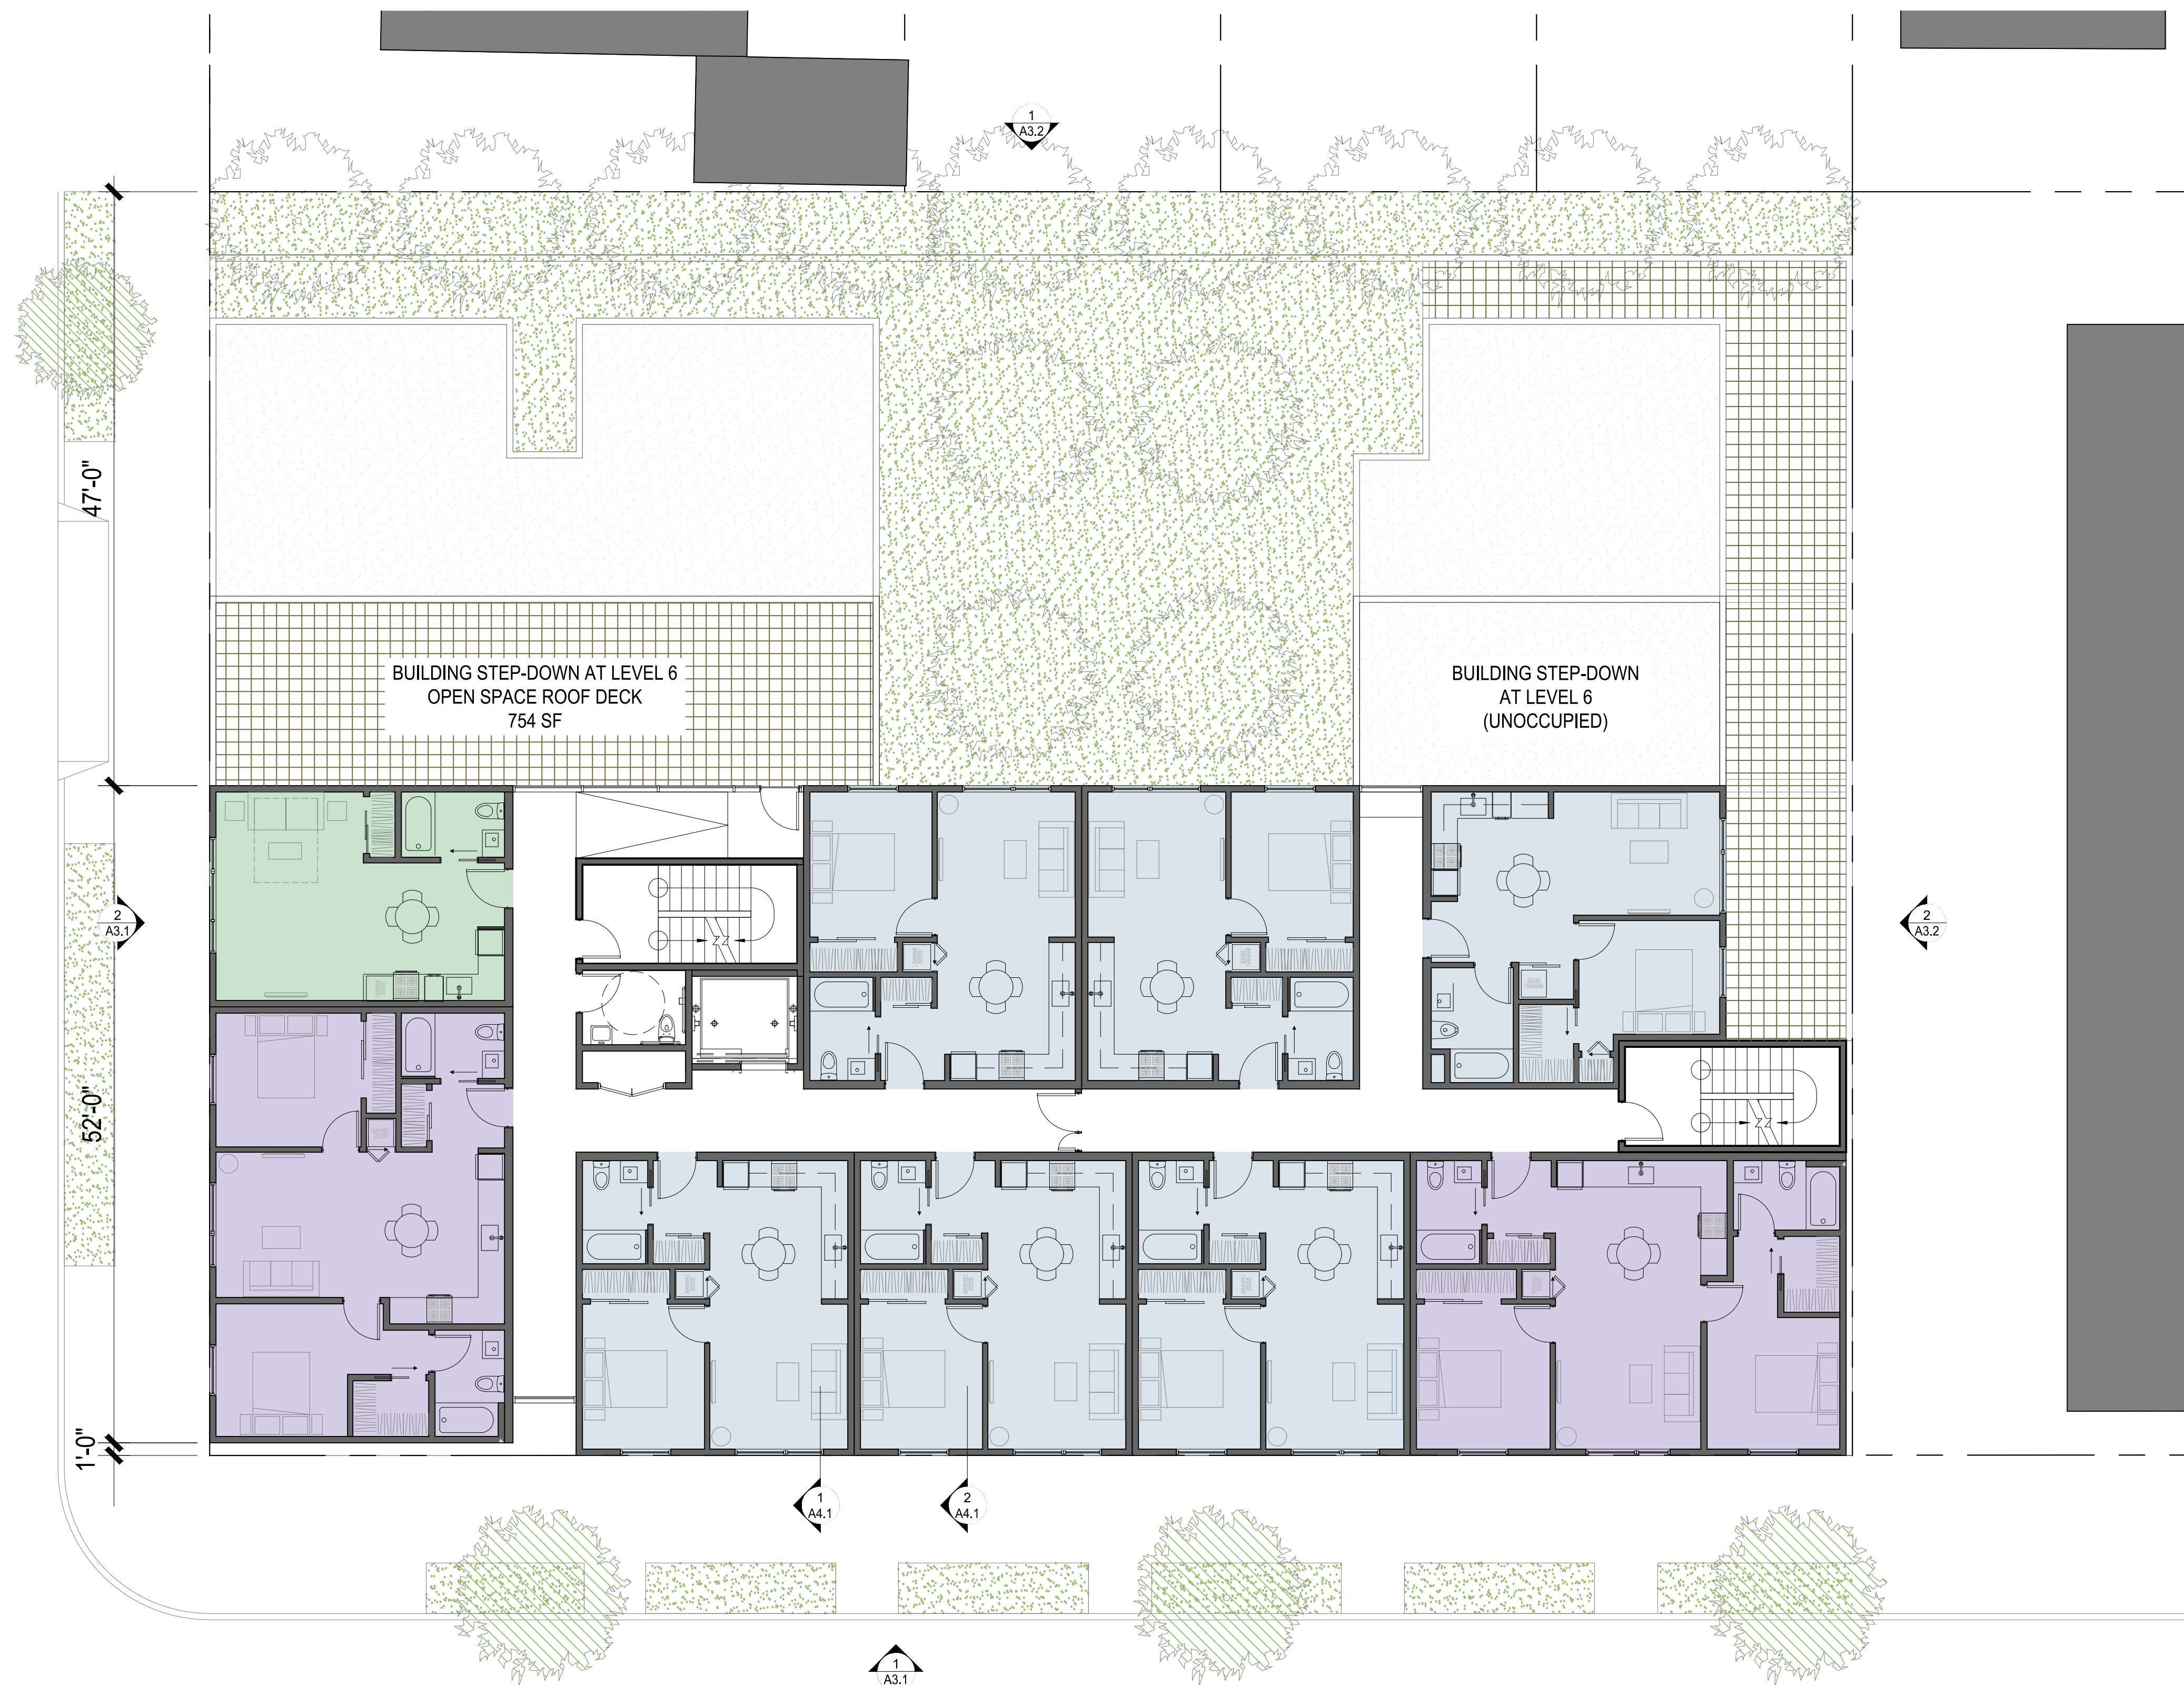 1
A3.2
47'-0"
BUILDING STEP-DOWN AT LEVEL 6
OPEN SPACE ROOF DECK
754 SF
BUILDING STEP-DOWN
AT LEVEL 6
(UNOCCUPIED)
2
A3.1
2
A3.2
52'-0"
1'-0"
1
A4.1
2
A4.1
1
A3.1